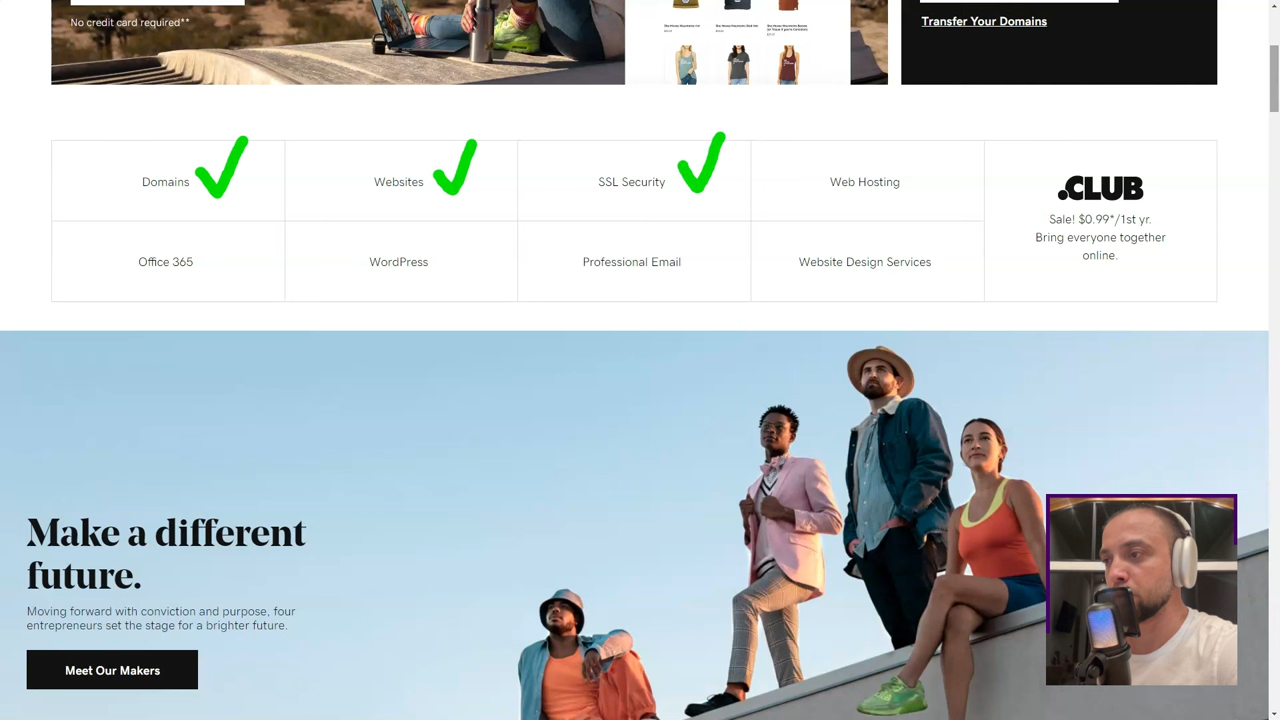 No credit card required**
Transfer Your Domains
Domains
Websites
SSL Security
Web Hosting
.CLUB
Sale! $0.99*/1st yr.
Bring everyone together
online.
Office 365
WordPress
Professional Email
Website Design Services
Make a different
future.
Moving forward with conviction and purpose, four
entrepreneurs set the stage for a brighter future.
Meet Our Makers